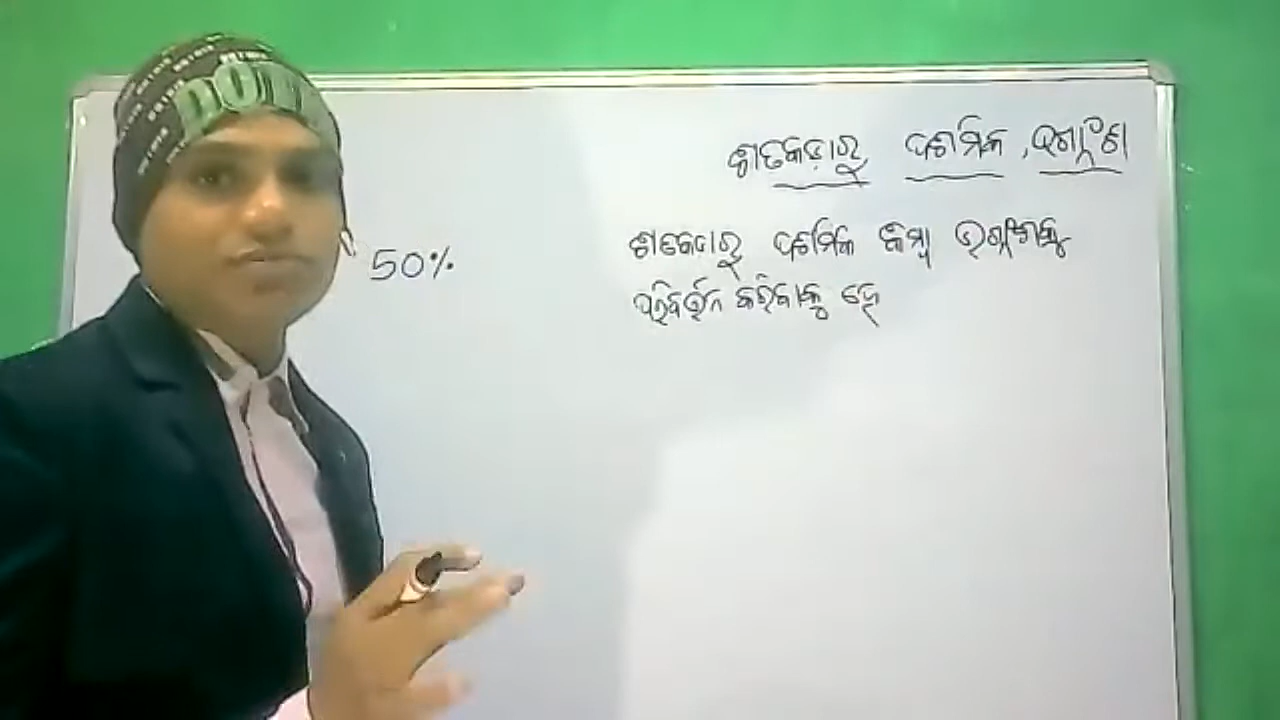 ଶତକଡ଼ାରୁ ଦଶମିକ, ଭଗ୍ନାଂଶ
50%
ଶତକଡାରୁ ଦଶମିକ କିମ୍ବା ଭଗ୍ନାଂଶକୁ
ପରିବର୍ତ୍ତନ କରିବାକୁ ହେ